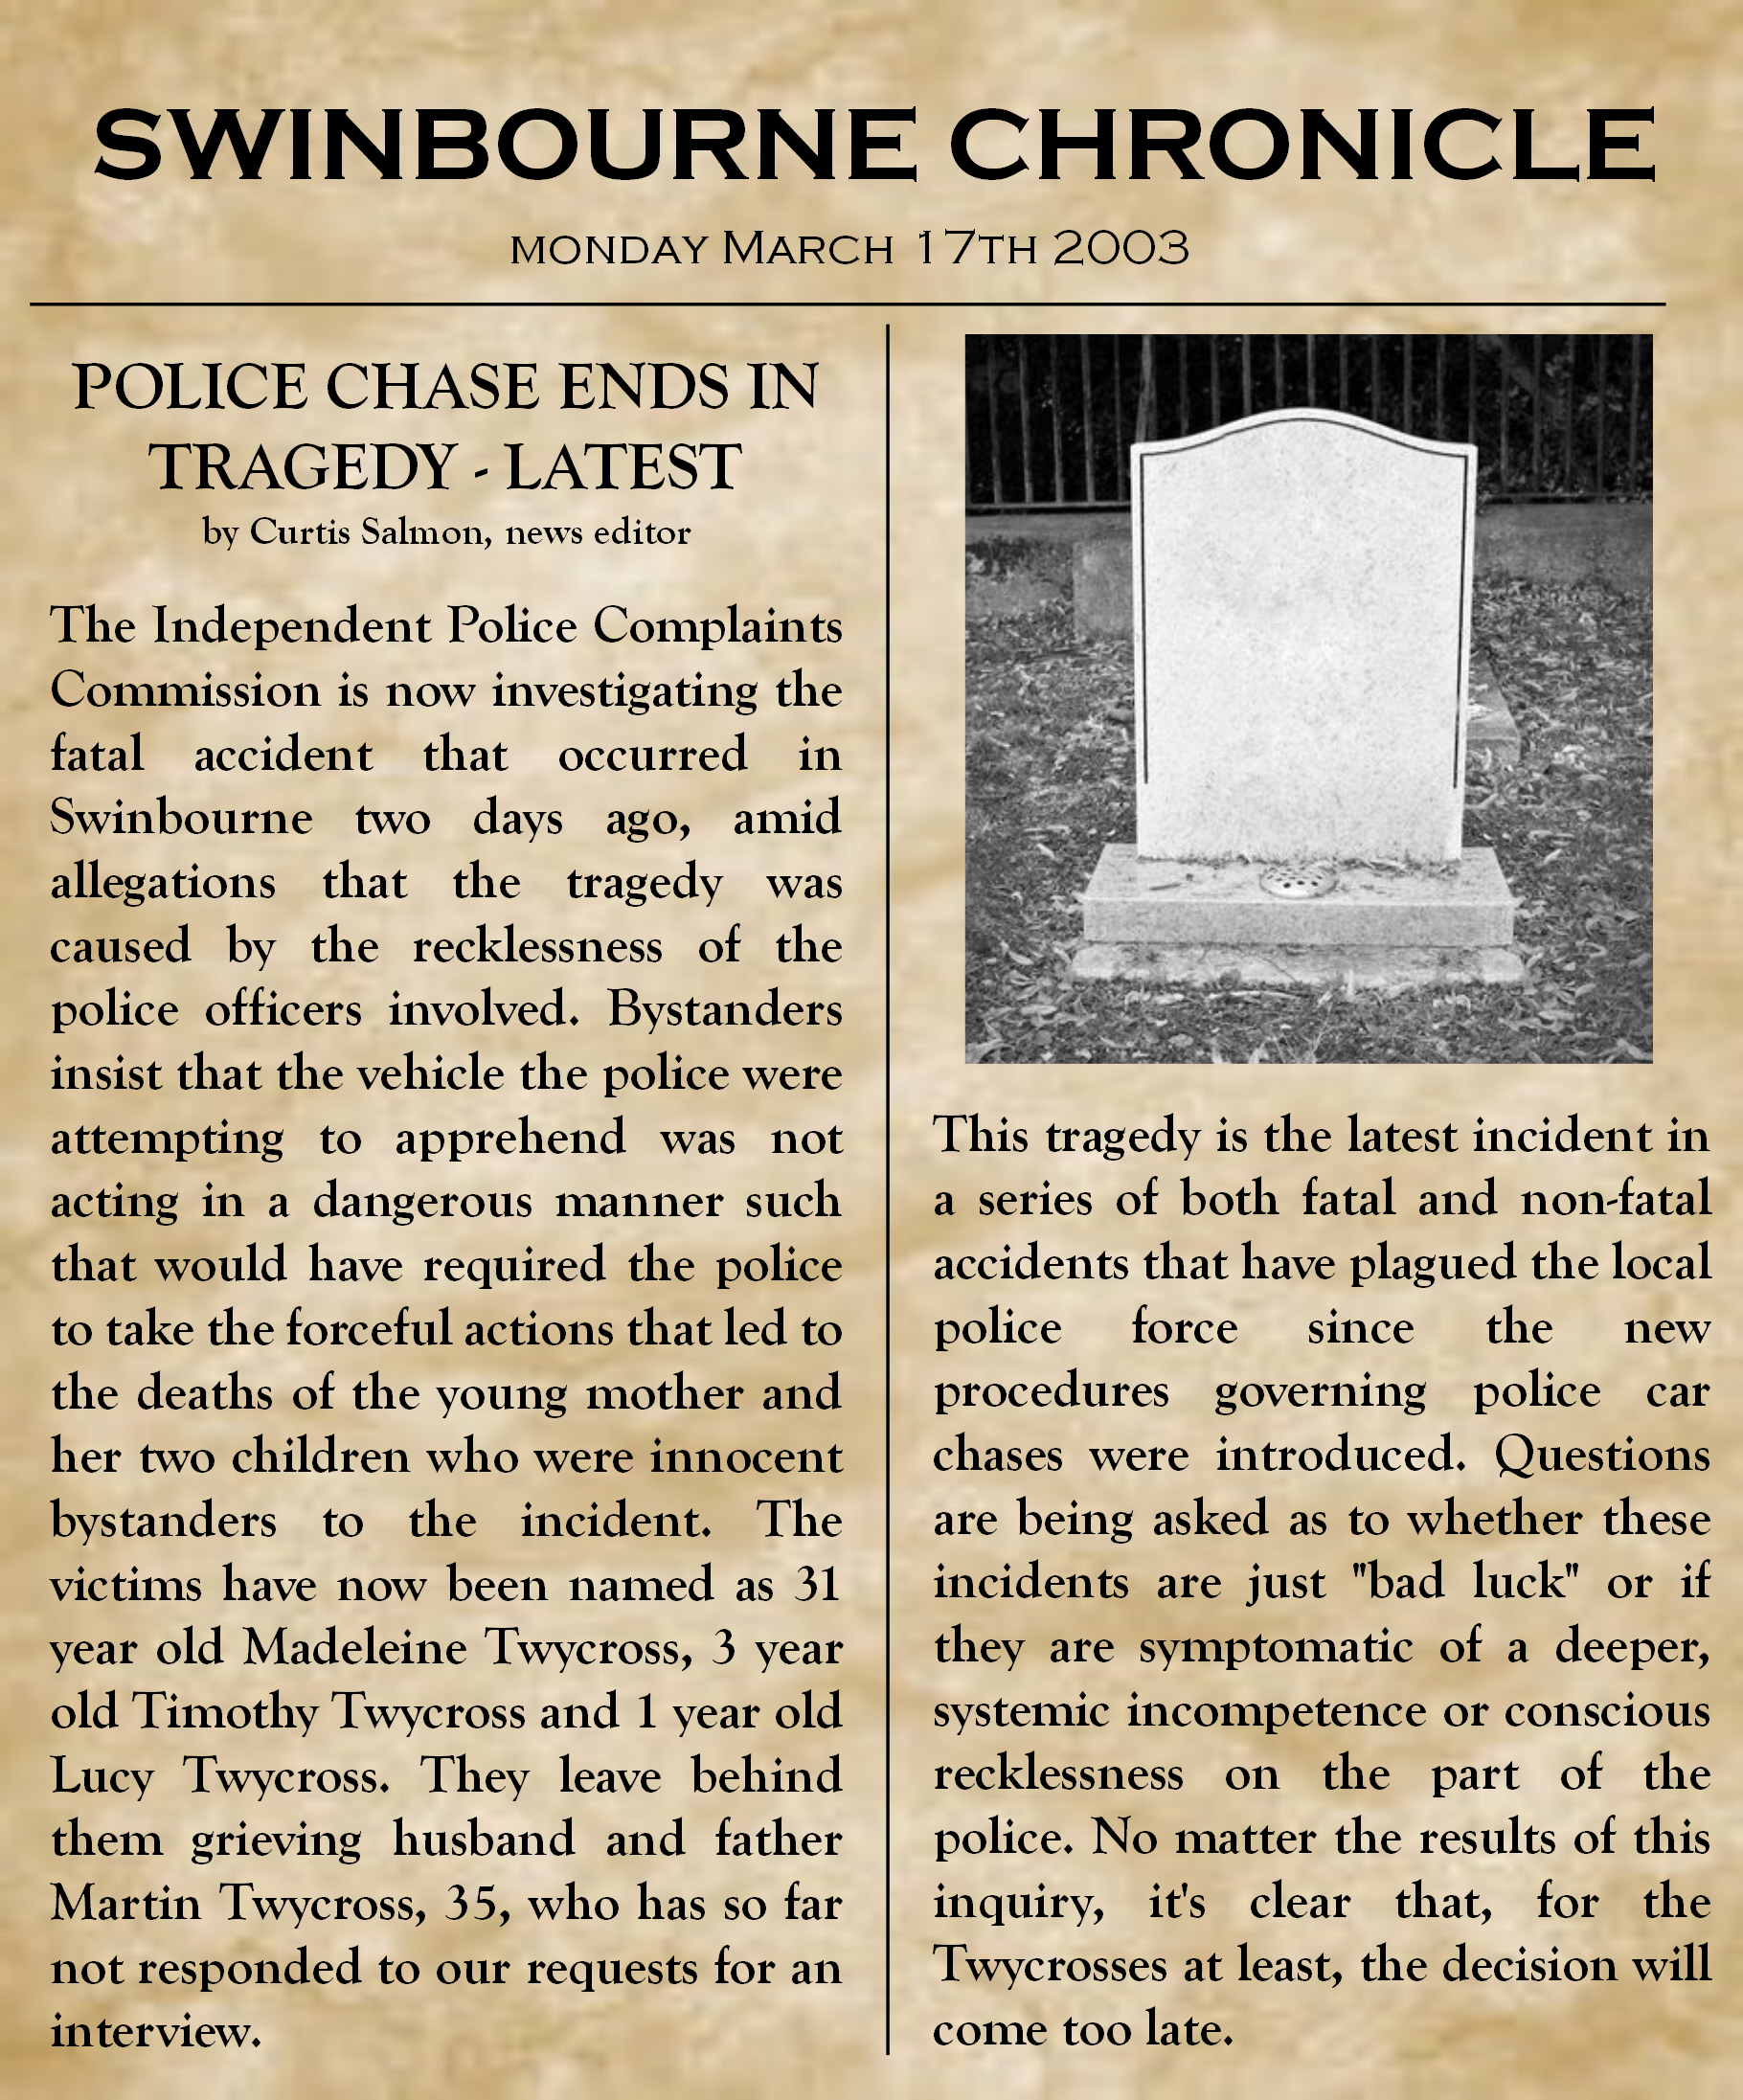 SWINBOURNE CHRONICLE
MONDAY MARCH 17TH 2003
POLICE CHASE ENDS IN
TRAGEDY - LATEST
by Curtis Salmon, news editor
The Independent Police Complaints
Commission is now investigating the
fatal accident that occurred in
Swinbourne two days ago, amid
allegations that the tragedy was
caused by the recklessness of the
police officers involved. Bystanders
insist that the vehicle the police were
attempting to apprehend was not
acting in a dangerous manner such
that would have required the police
to take the forceful actions that led to
the deaths of the young mother and
her two children who were innocent
bystanders to the incident. The
victims have now been named as 31
year old Madeleine Twycross, 3 year
old Timothy Twycross and 1 year old
Lucy Twycross. They leave behind
them grieving husband and father
Martin Twycross, 35, who has so far
not responded to our requests for an
interview.
This tragedy is the latest incident in
a series of both fatal and non-fatal
accidents that have plagued the local
police force since the new
procedures governing police car
chases were introduced. Questions
are being asked as to whether these
incidents are just "bad luck" or if
they are symptomatic of a deeper,
systemic incompetence or conscious
recklessness on the part of the
police. No matter the results of this
inquiry, it's clear that, for the
Twycrosses at least, the decision will
come too late.